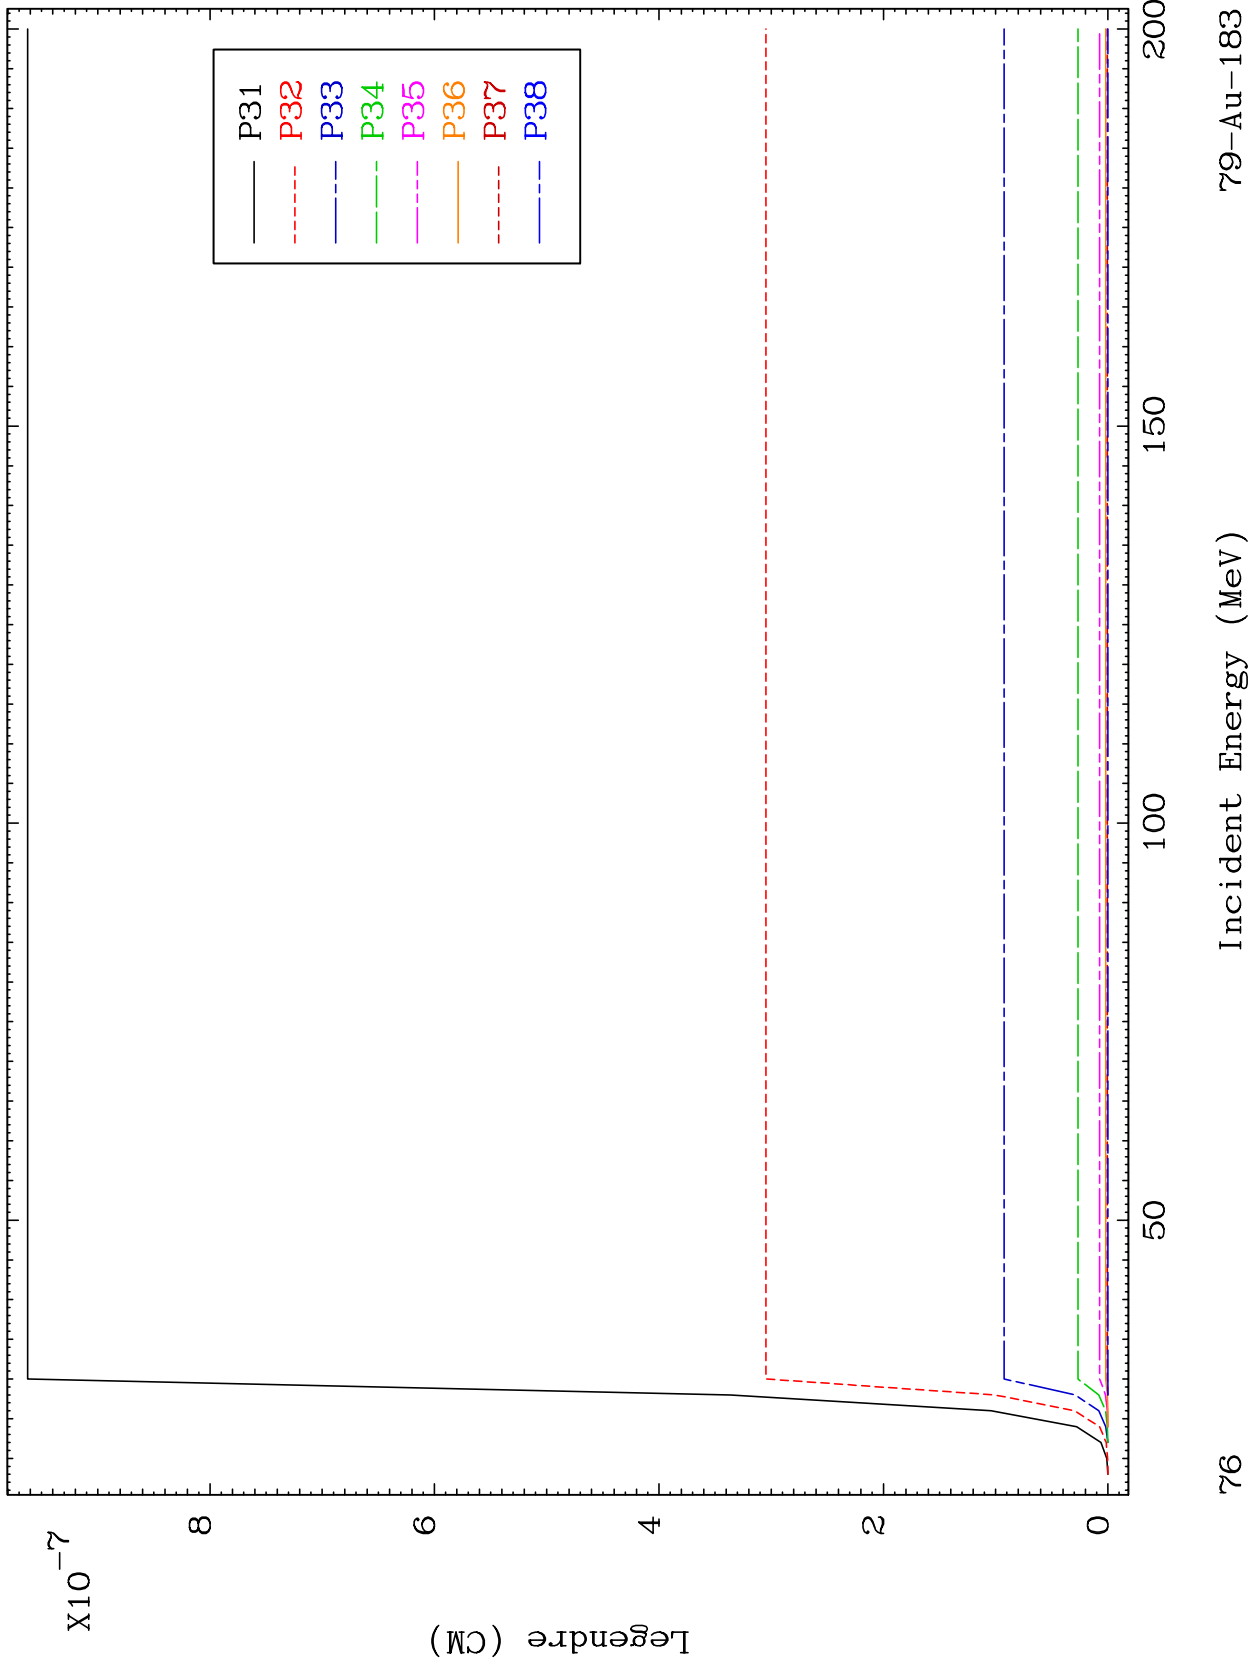 X10-7
8
6
4
2
0
Legendre (CM)
P31
P32
P33
P34
P35
P36
P37
P38
50
100
150
200
76
Incident Energy (MeV)
79-Au-183